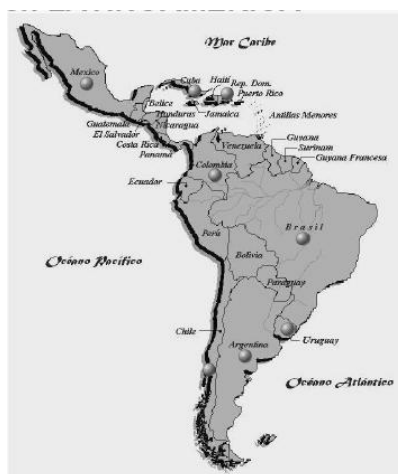 Mar Caribe
Mexico
Cuba
Haití
Rep. Dom.
Puerto Rico
Belice
Honduras
Jamaica
Antillas Menores
Guatemala
Nicaragua
El Salvador
Costa Rica
Panamá
Venezuela
Guyana
Surinam
Guyana Francesa
Colombia
Ecuador
Perú
Brasil
Océano Pacífico
Bolivia
Paraguay
Chile
Uruguay
Argentina
Océano Atlántico